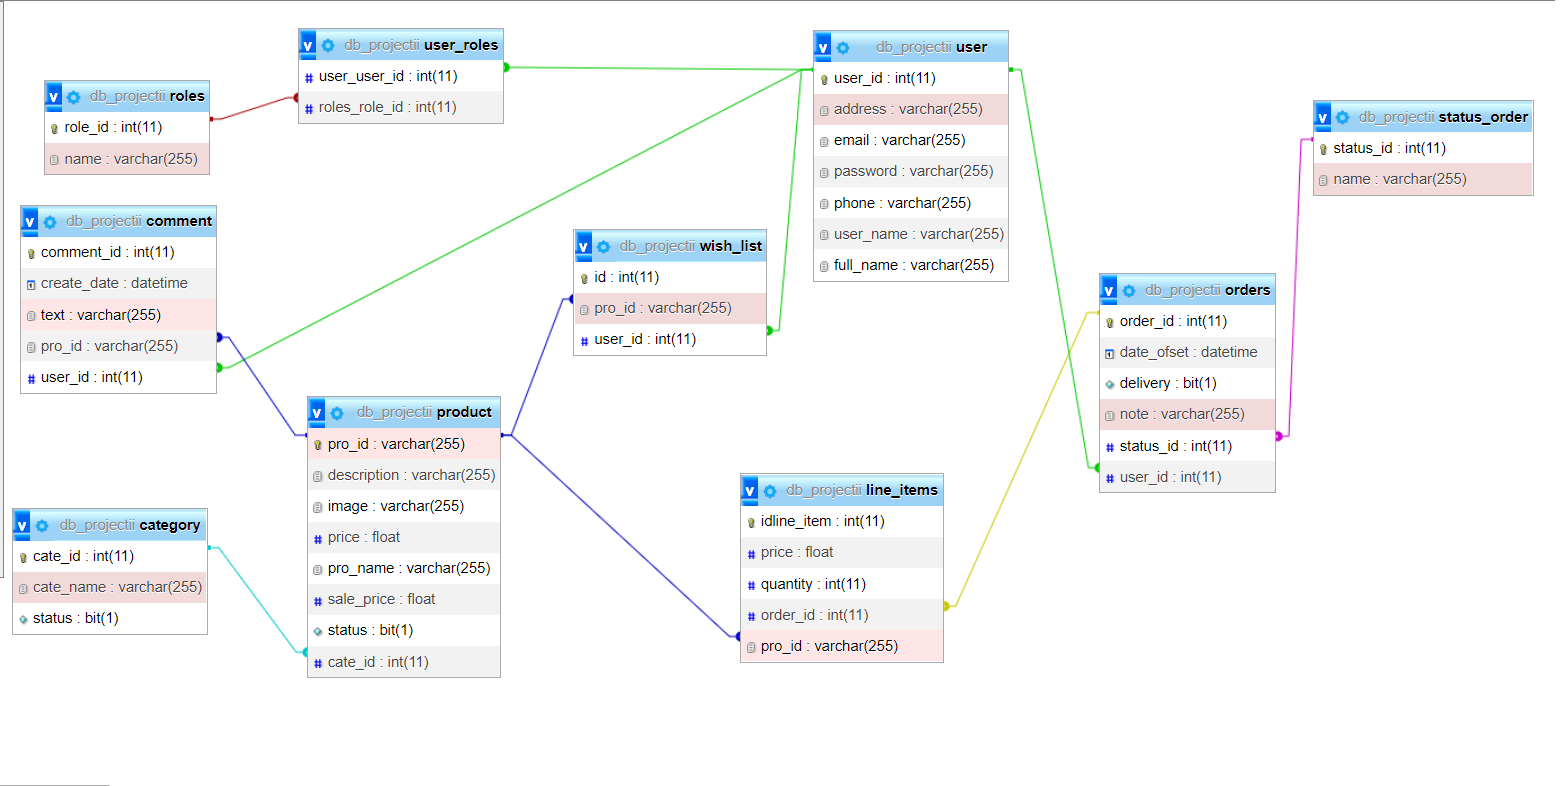 db_projectii roles
role_id : int(11)
name : varchar(255)
v db_projectii user_roles
user_user_id : int(11)
roles_role_id : int(11)
v db_projectii user
user_id : int(11)
address : varchar(255)
email : varchar(255)
password : varchar(255)
phone : varchar(255)
user_name : varchar(255)
full_name : varchar(255)
v db_projectii status_order
status_id : int(11)
name : varchar(255)
v db_projectii comment
comment_id : int(11)
create_date : datetime
text : varchar(255)
pro_id : varchar(255)
user_id : int(11)
v db_projectii wish_list
id : int(11)
pro_id : varchar(255)
user_id : int(11)
v db_projectii orders
order_id : int(11)
date_ofset : datetime
delivery : bit(1)
note : varchar(255)
status_id : int(11)
user_id : int(11)
v db_projectii product
pro_id : varchar(255)
description : varchar(255)
image : varchar(255)
price : float
pro_name : varchar(255)
sale_price : float
status : bit(1)
cate_id : int(11)
v db_projectii line_items
idline_item : int(11)
price : float
quantity : int(11)
order_id : int(11)
pro_id : varchar(255)
v db_projectii category
cate_id : int(11)
cate_name : varchar(255)
status : bit(1)